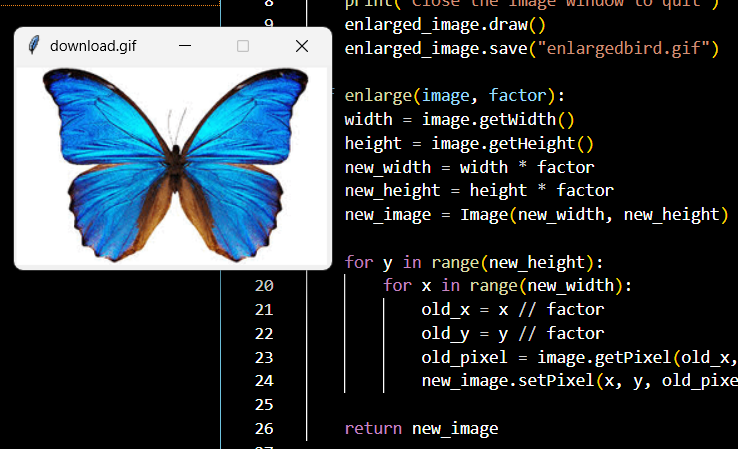 8 print("Close the image window to quit")
9 enlarged_image.draw()
enlarged_image.save("enlargedbird.gif")
download.gif
enlarge(image, factor):
width = image.getWidth()
height = image.getHeight()
new_width = width * factor
new_height = height * factor
new_image = Image(new_width, new_height)
for y in range(new_height):
20 for x in range(new_width):
21 old_x = x // factor
22 old_y = y // factor
23 old_pixel = image.getPixel(old_x,
24 new_image.setPixel(x, y, old_pixe
25
26 return new_image